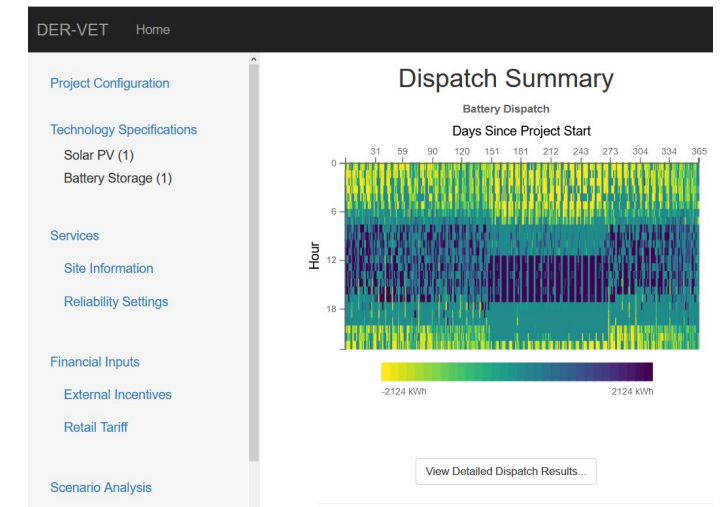 DER-VET Home
Project Configuration
Technology Specifications
Solar PV (1)
Battery Storage (1)
Services
Site Information
Reliability Settings
Financial Inputs
External Incentives
Retail Tariff
Scenario Analysis
Dispatch Summary
Battery Dispatch
Days Since Project Start
31 59 90 120 151 181 212 243 273 304 334 365
Hour
0
6
12
18
-2124 kWh 2124 kWh
View Detailed Dispatch Results...